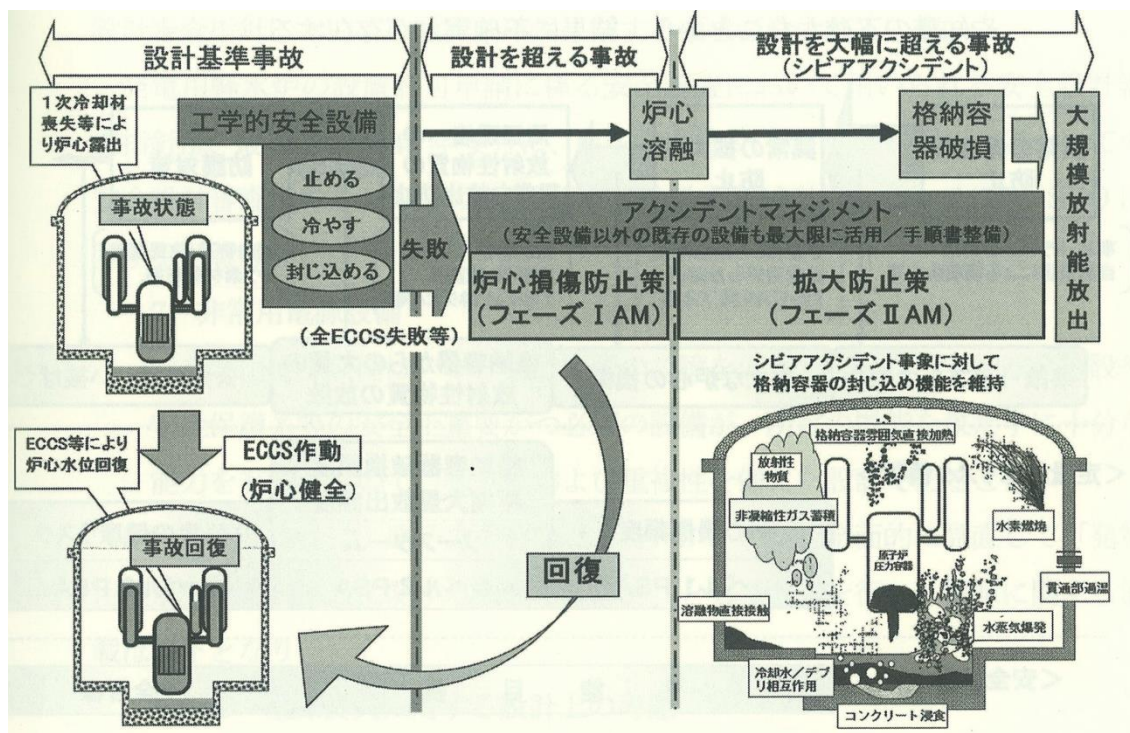 設計基準事故
設計を超える事故
設計を大幅に超える事故
(シビアアクシデント)
1次冷却材
喪失等によ
り炉心露出
工学的安全設備
止める
冷やす
封じ込める
事故状態
失敗
(全ECCS失敗等)
炉心
溶融
格納容
器破損
大規模放射能放出
アクシデントマネジメント
(安全設備以外の既存の設備も最大限に活用/手順書整備)
炉心損傷防止策
(フェーズⅠAM)
拡大防止策
(フェーズⅡAM)
ECCS等により
炉心水位回復
ECCS作動
(炉心健全)
事故回復
回復
シビアアクシデント事象に対して
格納容器の封じ込め機能を維持
格納容器雰囲気直接加熱
放射性
物質
非凝縮性ガス蓄積
水素燃焼
原子炉
圧力容器
貫通部過温
溶融物直接接触
水蒸気爆発
冷却水/デブ
リ相互作用
コンクリート浸食